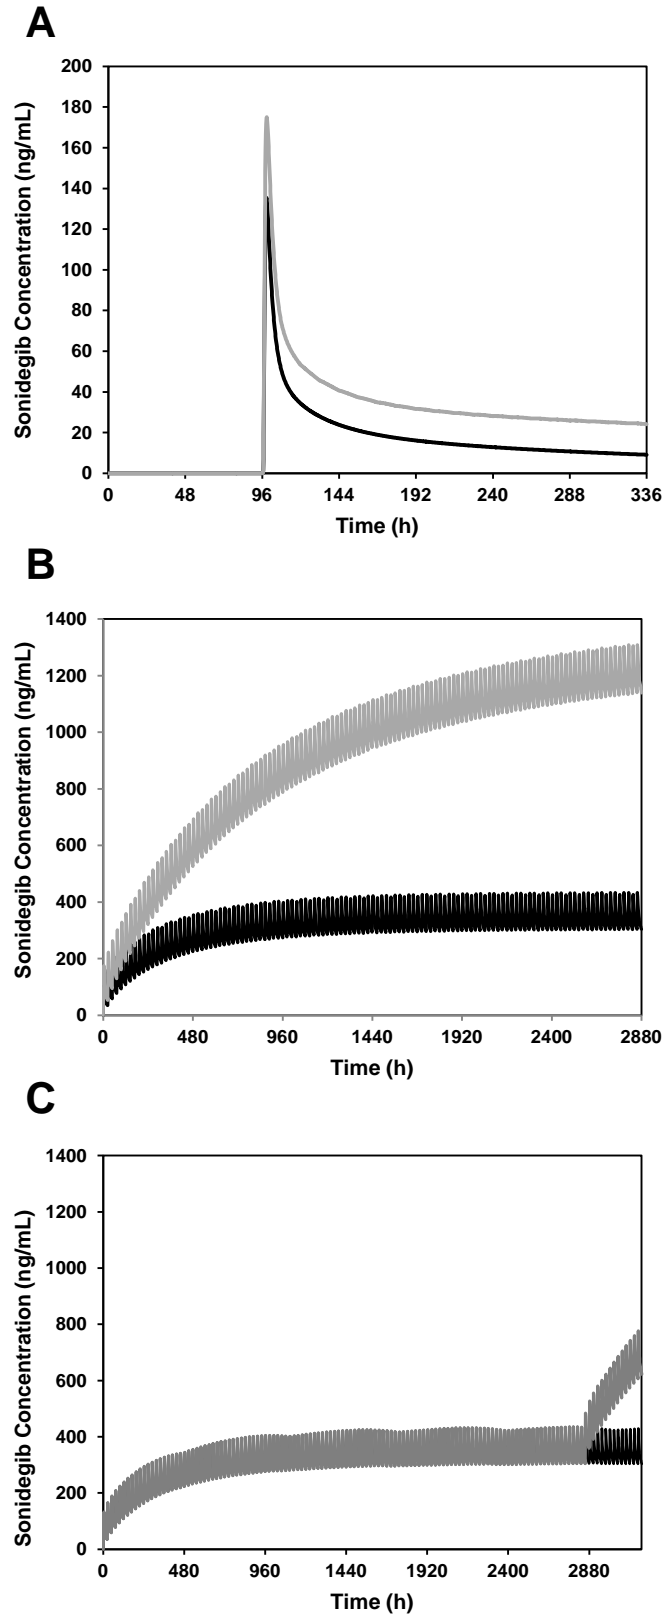 A
Sonidegib Concentration (ng/mL)
200
180
160
140
120
100
80
60
40
20
0
0 48 96 144 192 240 288 336
Time (h)
B
Sonidegib Concentration (ng/mL)
1400
1200
1000
800
600
400
200
0
0 480 960 1440 1920 2400 2880
Time (h)
C
Sonidegib Concentration (ng/mL)
1400
1200
1000
800
600
400
200
0
0 480 960 1440 1920 2400 2880
Time (h)